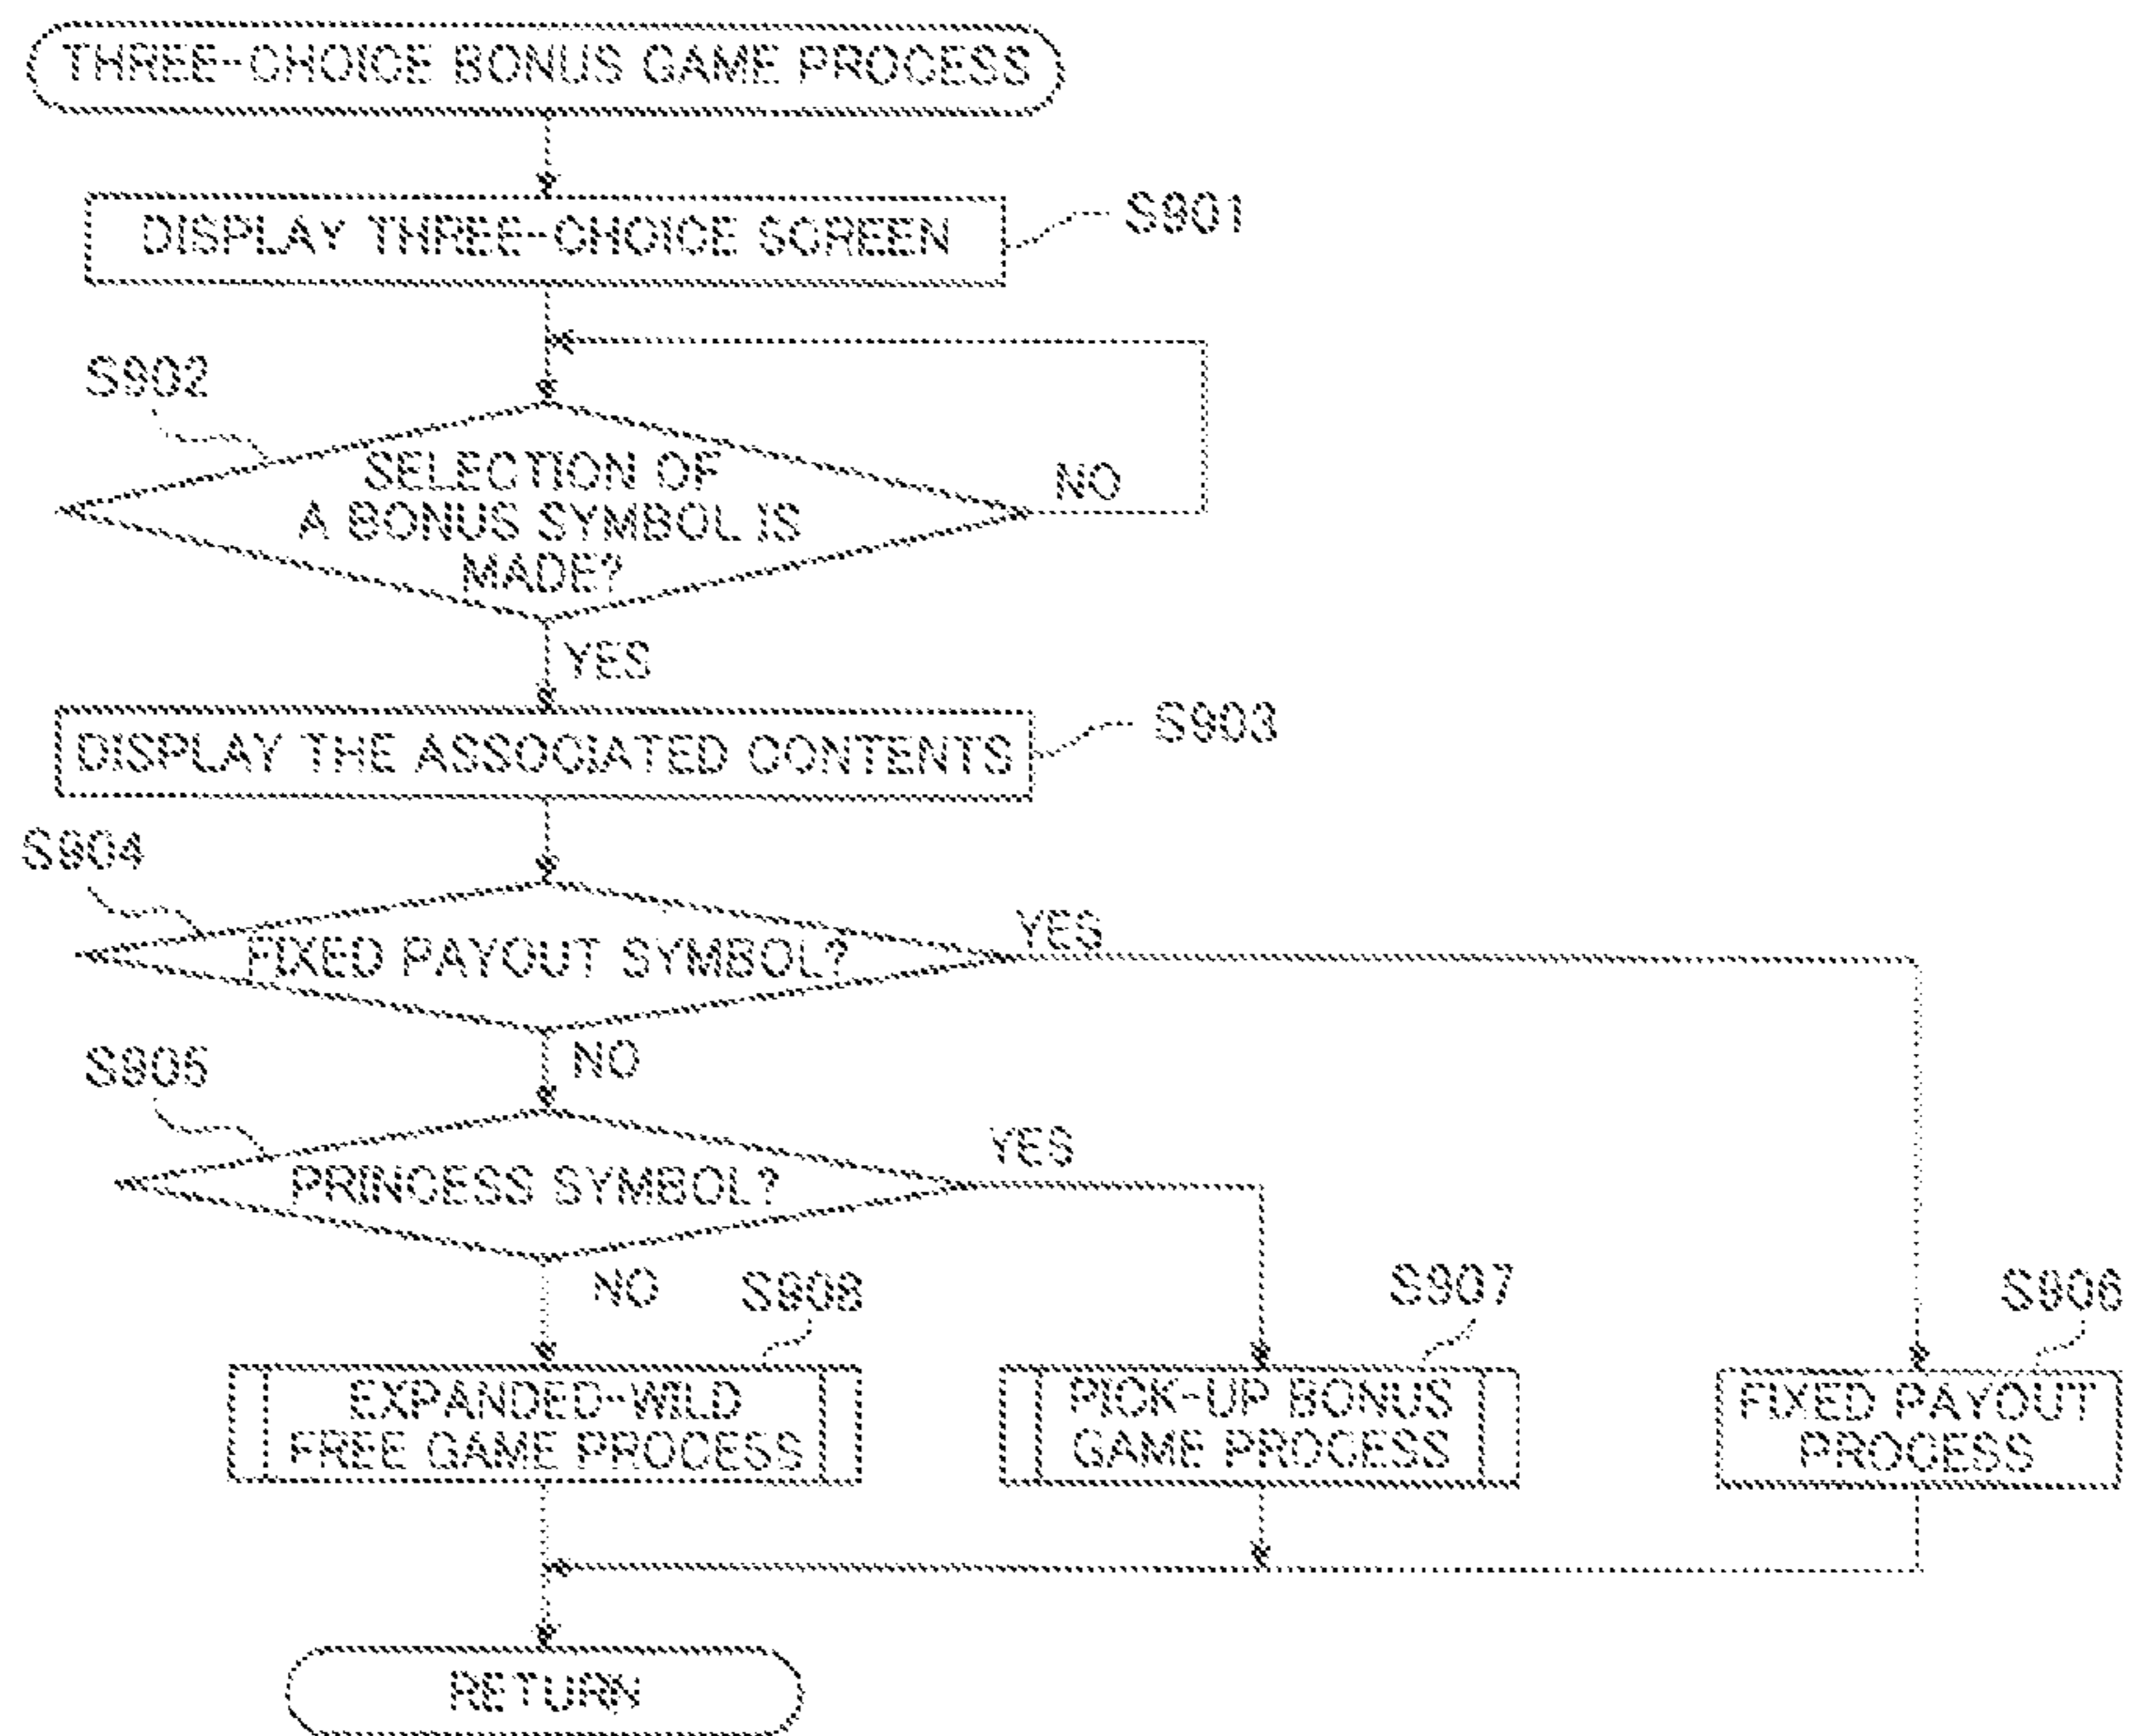 THREE-CHOICE BONUS GAME PROCESS
DISPLAY THREE-CHOICE SCREEN
S901
S902
SELECTION OF
A BONUS SYMBOL IS
MADE?
NO
YES
DISPLAY THE ASSOCIATED CONTENTS
S903
S904
FIXED PAYOUT SYMBOL?
YES
NO
S905
PRINCESS SYMBOL?
YES
NO
S908
S907
S906
EXPANDED-WILD
FREE GAME PROCESS
PICK-UP BONUS
GAME PROCESS
FIXED PAYOUT
PROCESS
RETURN